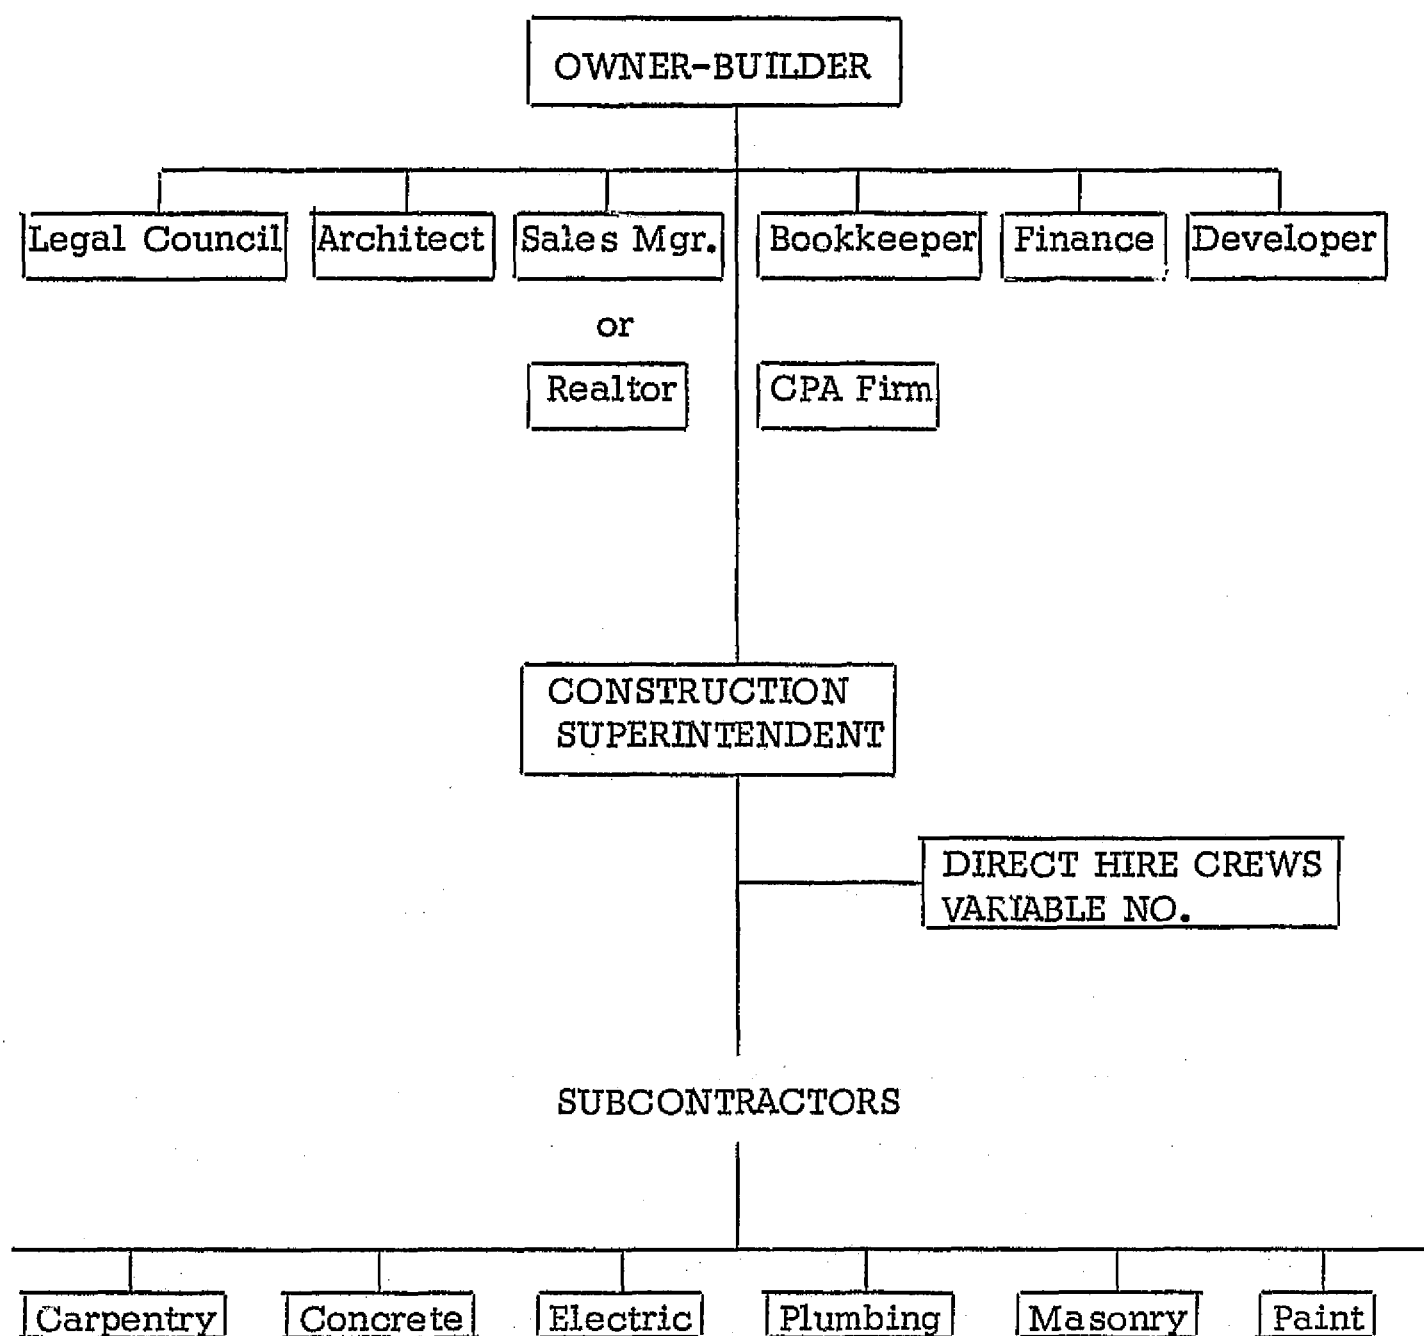 OWNER-BUILDER
Legal Council Architect Sales Mgr. Bookkeeper Finance Developer
or
Realtor CPA Firm
CONSTRUCTION
SUPERINTENDENT
DIRECT HIRE CREWS
VARIABLE NO.
SUBCONTRACTORS
Carpentry Concrete Electric Plumbing Masonry Paint